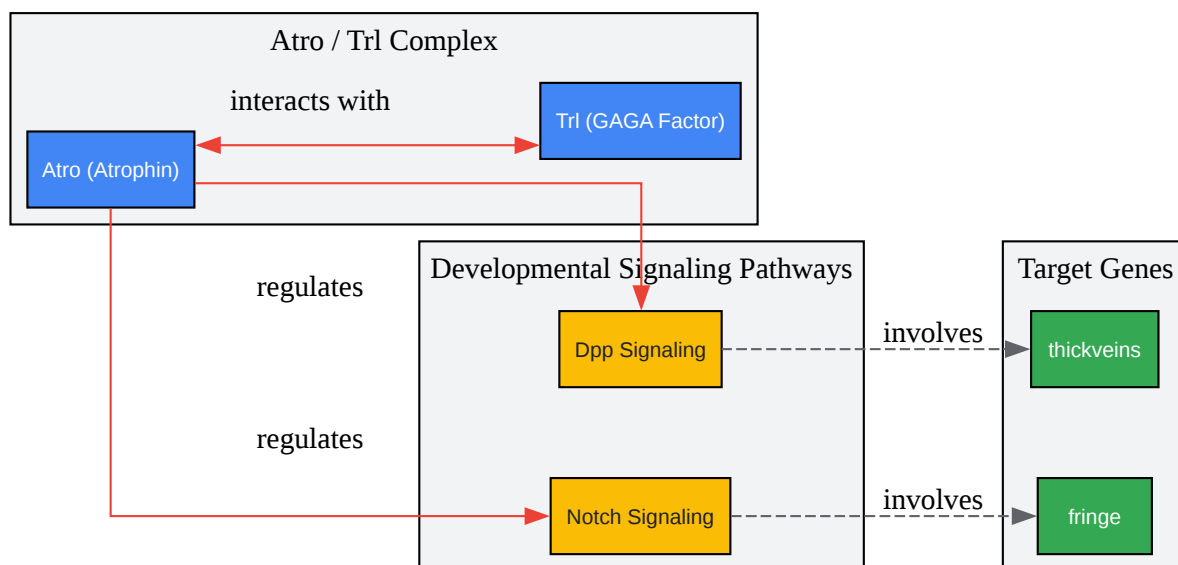 Atro / Trl Complex
interacts with
Trl (GAGA Factor)
Atro (Atrophin)
Developmental Signaling Pathways
Target Genes
regulates
involves
Dpp Signaling
thickveins
regulates
involves
Notch Signaling
fringe